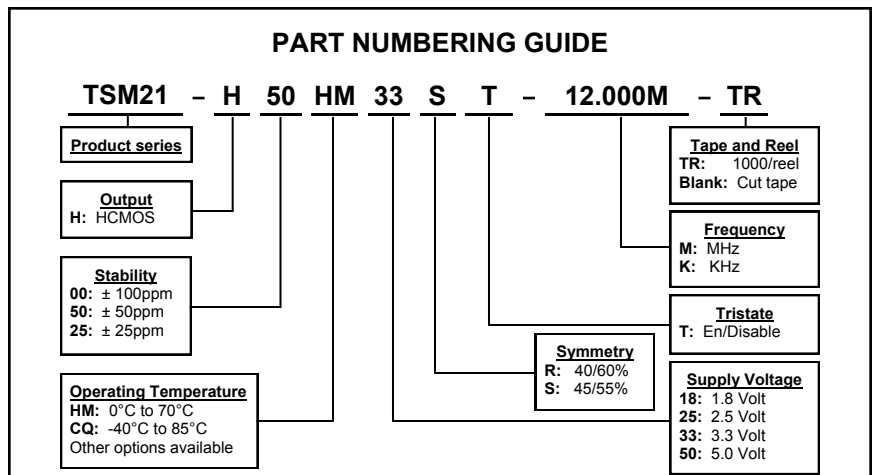 PART NUMBERING GUIDE
TSM21 – H 50 HM 33 S T – 12.000M – TR
Product series
Output
H: HCMOS
Stability
00: ± 100ppm
50: ± 50ppm
25: ± 25ppm
Operating Temperature
HM: 0°C to 70°C
CQ: -40°C to 85°C
Other options available
Symmetry
R: 40/60%
S: 45/55%
Tape and Reel
TR: 1000/reel
Blank: Cut tape
Frequency
M: MHz
K: KHz
Tristate
T: En/Disable
Supply Voltage
18: 1.8 Volt
25: 2.5 Volt
33: 3.3 Volt
50: 5.0 Volt